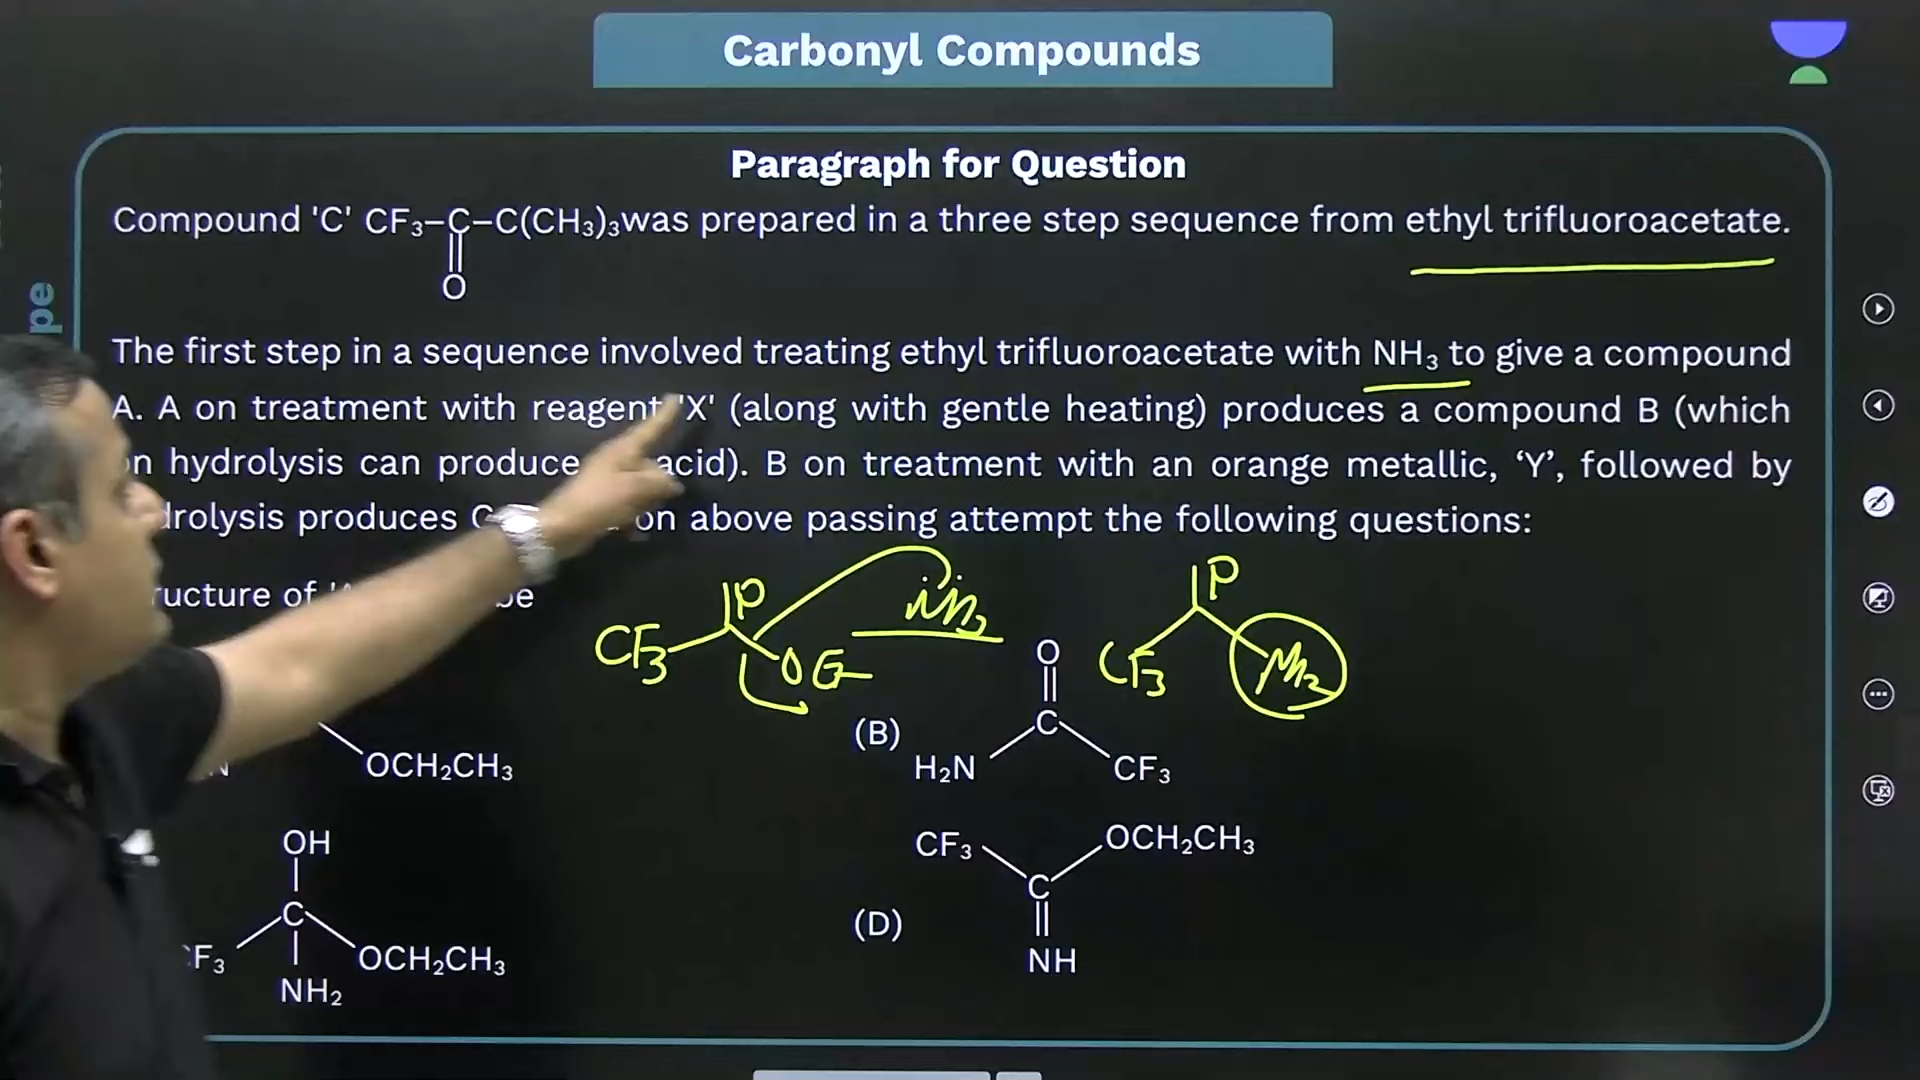 Carbonyl Compounds
Paragraph for Question
Compound 'C' CF₃–C–C(CH₃)₃was prepared in a three step sequence from ethyl trifluoroacetate.
O
The first step in a sequence involved treating ethyl trifluoroacetate with NH₃ to give a compound
A. A on treatment with reagent 'X' (along with gentle heating) produces a compound B (which
hydrolysis can produce acid). B on treatment with an orange metallic, ‘Y’, followed by
produces on above passing attempt the following questions:
of
CF₃
CF₃
O
(B)
C
H₂N
CF₃
OCH₂CH₃
OH
C
OCH₂CH₃
NH₂
CF₃
OCH₂CH₃
C
(D)
NH